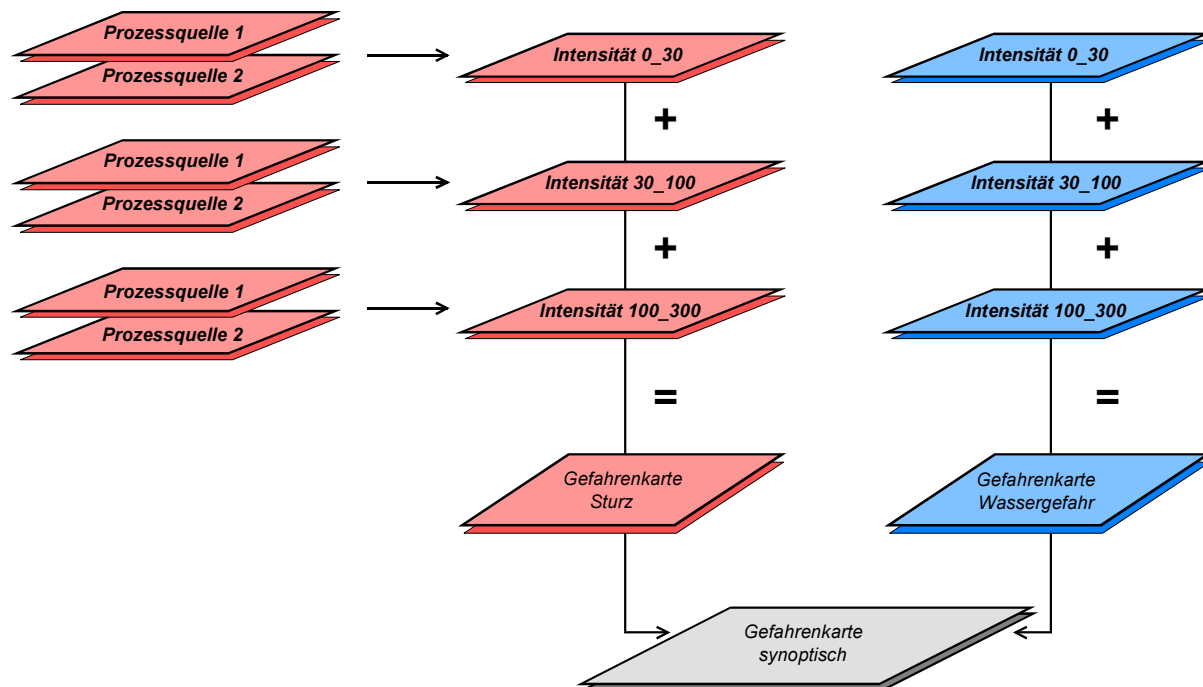 Prozessquelle 1
Prozessquelle 2
Intensität 0_30
Intensität 0_30
+
+
Prozessquelle 1
Prozessquelle 2
Intensität 30_100
Intensität 30_100
+
+
Prozessquelle 1
Prozessquelle 2
Intensität 100_300
Intensität 100_300
=
=
Gefahrenkarte
Sturz
Gefahrenkarte
Wassergefahr
Gefahrenkarte
synoptisch